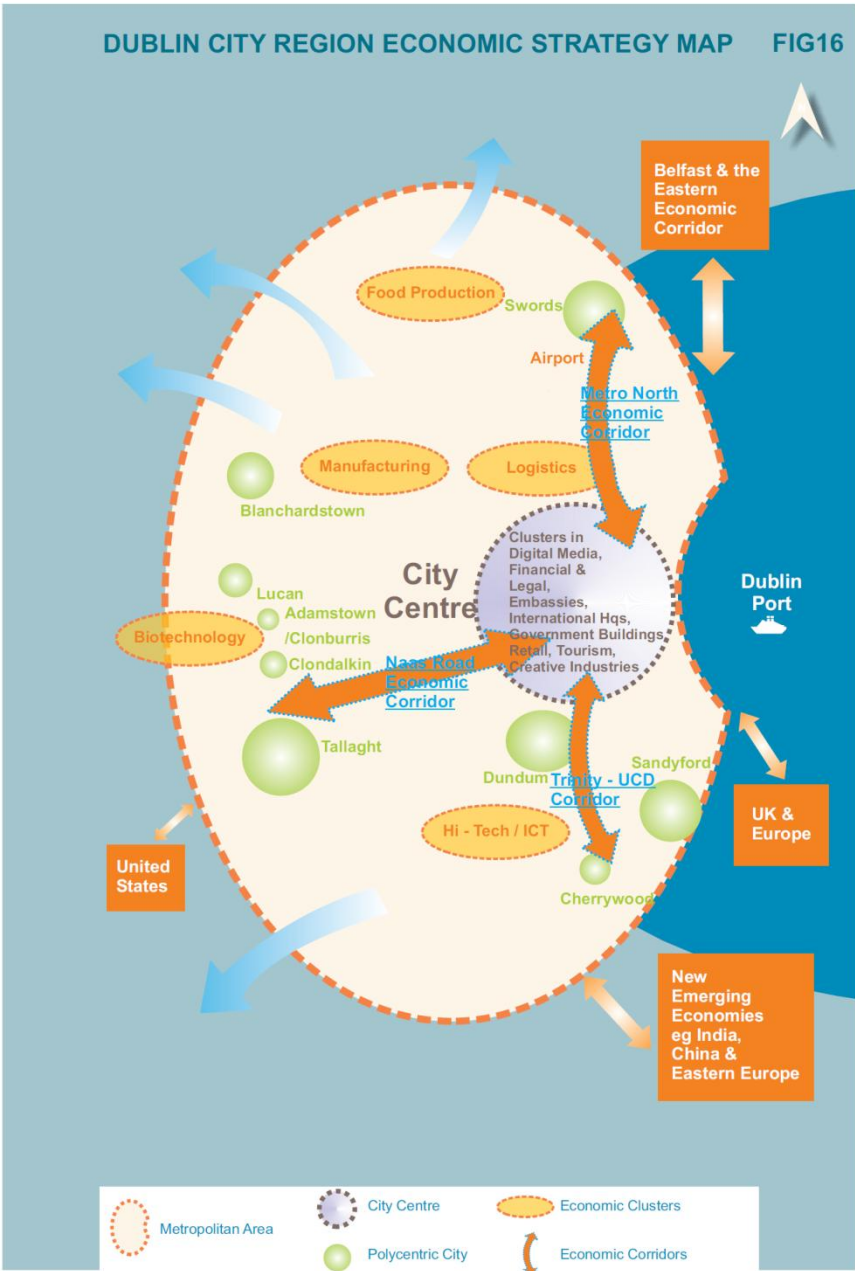 DUBLIN CITY REGION ECONOMIC STRATEGY MAP FIG16
Belfast & the
Eastern
Economic
Corridor
Food Production
Swords
Airport
Metro North
Economic
Corridor
Manufacturing
Logistics
Blanchardstown
Clusters in
Digital Media,
Financial &
Legal,
Embassies,
International Hqs,
Government Buildings
Retail, Tourism,
Creative Industries
City
Centre
Dublin
Port
Lucan
Adamstown
/Clonburris
Biotechnology
Clondalkin
Naas Road
Economic
Corridor
Tallaght
Dundum
Trinity - UCD
Corridor
Sandyford
Hi - Tech / ICT
Cherrywood
UK &
Europe
United
States
New
Emerging
Economies
eg India,
China &
Eastern Europe
Metropolitan Area
City Centre
Polycentric City
Economic Clusters
Economic Corridors